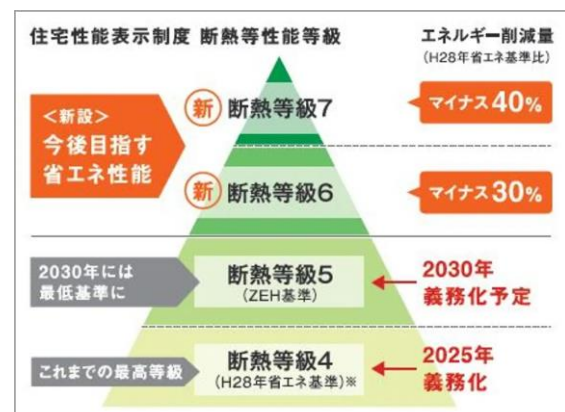 住宅性能表示制度 断熱等性能等級
エネルギー削減量
(H28年省エネ基準比)
<新設>
今後目指す
省エネ性能
新 断熱等級7
マイナス40%
新 断熱等級6
マイナス30%
2030年には
最低基準に
断熱等級5
(ZEH基準)
2030年
義務化予定
これまでの最高等級
断熱等級4
(H28年省エネ基準)※
2025年
義務化